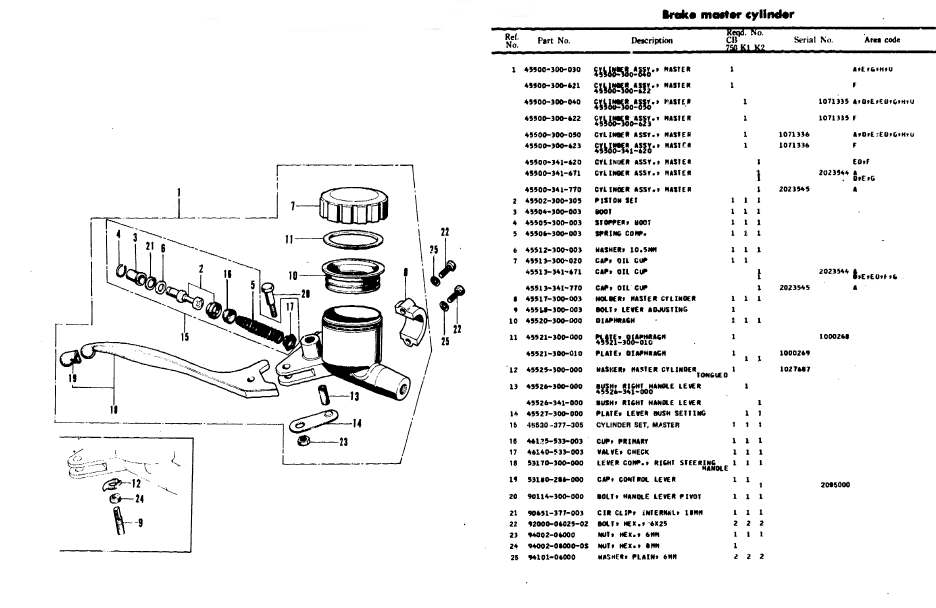 Brake master cylinder
Ref. No. Part No. Description Reqd. No. CB 750 K1 K2 Serial No. Area code
1 45500-300-030 CYLINDER ASSY., MASTER 1 A,E,G,H,U
45500-300-040
45500-300-621 CYLINDER ASSY., MASTER 1 F
45500-300-622
45500-300-040 CYLINDER ASSY., MASTER 1 1071335 A,D,E,ED,G,H,U
45500-300-050
45500-300-622 CYLINDER ASSY., MASTER 1 1071335 F
45500-300-623
45500-300-050 CYLINDER ASSY., MASTER 1 1071336 A,D,E,ED,G,H,U
45500-300-623 CYLINDER ASSY., MASTER 1 1071336 F
45500-341-620
45500-341-620 CYLINDER ASSY., MASTER 1 ED,F
45500-341-671 CYLINDER ASSY., MASTER 1 2023544 A
1 D,E,G
45500-341-770 CYLINDER ASSY., MASTER 1 2023545 A
2 45502-300-305 PISTON SET 1 1 1
3 45504-300-003 BOOT 1 1 1
4 45505-300-003 STOPPER, BOOT 1 1 1
5 45506-300-003 SPRING COMP. 1 1 1
6 45512-300-003 WASHER, 10.5MM 1 1 1
7 45513-300-020 CAP, OIL CUP 1 1
45513-341-671 CAP, OIL CUP 1 2023544 A
1 D,E,ED,F,G
45513-341-770 CAP, OIL CUP 1 2023545 A
8 45517-300-003 HOLDER, MASTER CYLINDER 1 1 1
9 45518-300-003 BOLT, LEVER ADJUSTING 1
10 45520-300-000 DIAPHRAGM 1 1 1
11 45521-300-000 PLATE, DIAPHRAGM 1 1000268
45521-300-010
45521-300-010 PLATE, DIAPHRAGM 1 1000269
1 1
12 45525-300-000 WASHER, MASTER CYLINDER 1 1027687
TONGUED
13 45526-300-000 BUSH, RIGHT HANDLE LEVER 1
45526-341-000
45526-341-000 BUSH, RIGHT HANDLE LEVER 1
14 45527-300-000 PLATE, LEVER BUSH SETTING 1 1
15 45530-377-305 CYLINDER SET, MASTER 1 1 1
16 46125-533-003 CUP, PRIMARY 1 1 1
17 46140-533-003 VALVE, CHECK 1 1 1
18 53170-300-000 LEVER COMP., RIGHT STEERING 1 1 1
HANDLE
19 53180-286-000 CAP, CONTROL LEVER 1 1
1 2085000
20 90114-300-000 BOLT, HANDLE LEVER PIVOT 1 1 1
21 90651-377-003 CIR CLIP, INTERNAL, 18MM 1 1 1
22 92000-06025-02 BOLT, HEX., 6X25 2 2 2
23 94002-06000 NUT, HEX., 6MM 1 1 1
24 94002-08000-0S NUT, HEX., 8MM 1
25 94101-06000 WASHER, PLAIN, 6MM 2 2 2
1
7
22
25
11
4
3
21
6
2
16
10
8
5
20
22
17
25
15
19
13
18
14
23
12
24
9